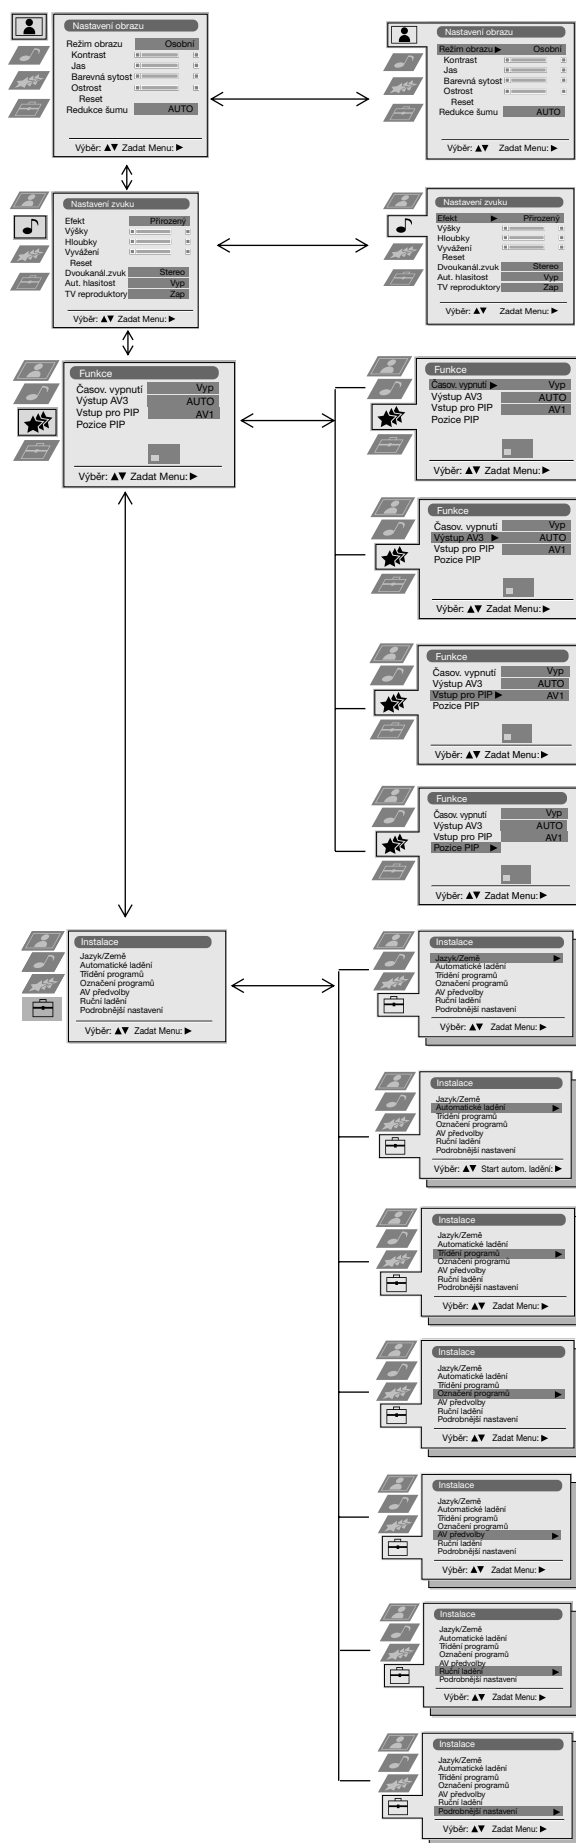 Nastavení obrazu
Režim obrazu Osobní
Kontrast
Jas
Barevná sytost
Ostrost
Reset
Redukce šumu AUTO
Výběr: ▲▼ Zadat Menu: ▶
Nastavení obrazu
Režim obrazu ▶ Osobní
Kontrast
Jas
Barevná sytost
Ostrost
Reset
Redukce šumu AUTO
Výběr: ▲▼ Zadat Menu: ▶
Nastavení zvuku
Efekt Přirozený
Výšky
Hloubky
Vyvážení
Reset
Dvoukanál.zvuk Stereo
Aut. hlasitost Vyp
TV reproduktory Zap
Výběr: ▲▼ Zadat Menu: ▶
Nastavení zvuku
Efekt ▶ Přirozený
Výšky
Hloubky
Vyvážení
Reset
Dvoukanál.zvuk Stereo
Aut. hlasitost Vyp
TV reproduktory Zap
Výběr: ▲▼ Zadat Menu: ▶
Funkce
Časov. vypnutí Vyp
Výstup AV3 AUTO
Vstup pro PIP AV1
Pozice PIP
Výběr: ▲▼ Zadat Menu: ▶
Funkce
Časov. vypnutí ▶ Vyp
Výstup AV3 AUTO
Vstup pro PIP AV1
Pozice PIP
Výběr: ▲▼ Zadat Menu: ▶
Funkce
Časov. vypnutí Vyp
Výstup AV3 ▶ AUTO
Vstup pro PIP AV1
Pozice PIP
Výběr: ▲▼ Zadat Menu: ▶
Funkce
Časov. vypnutí Vyp
Výstup AV3 AUTO
Vstup pro PIP ▶ AV1
Pozice PIP
Výběr: ▲▼ Zadat Menu: ▶
Funkce
Časov. vypnutí Vyp
Výstup AV3 AUTO
Vstup pro PIP AV1
Pozice PIP ▶
Výběr: ▲▼ Zadat Menu: ▶
Instalace
Jazyk/Země
Automatické ladění
Třídění programů
Označení programů
AV předvolby
Ruční ladění
Podrobnější nastavení
Výběr: ▲▼ Zadat Menu: ▶
Instalace
Jazyk/Země ▶
Automatické ladění
Třídění programů
Označení programů
AV předvolby
Ruční ladění
Podrobnější nastavení
Výběr: ▲▼ Zadat Menu: ▶
Instalace
Jazyk/Země
Automatické ladění ▶
Třídění programů
Označení programů
AV předvolby
Ruční ladění
Podrobnější nastavení
Výběr: ▲▼ Start autom. ladění: ▶
Instalace
Jazyk/Země
Automatické ladění
Třídění programů ▶
Označení programů
AV předvolby
Ruční ladění
Podrobnější nastavení
Výběr: ▲▼ Zadat Menu: ▶
Instalace
Jazyk/Země
Automatické ladění
Třídění programů
Označení programů ▶
AV předvolby
Ruční ladění
Podrobnější nastavení
Výběr: ▲▼ Zadat Menu: ▶
Instalace
Jazyk/Země
Automatické ladění
Třídění programů
Označení programů
AV předvolby ▶
Ruční ladění
Podrobnější nastavení
Výběr: ▲▼ Zadat Menu: ▶
Instalace
Jazyk/Země
Automatické ladění
Třídění programů
Označení programů
AV předvolby
Ruční ladění ▶
Podrobnější nastavení
Výběr: ▲▼ Zadat Menu: ▶
Instalace
Jazyk/Země
Automatické ladění
Třídění programů
Označení programů
AV předvolby
Ruční ladění
Podrobnější nastavení ▶
Výběr: ▲▼ Zadat Menu: ▶